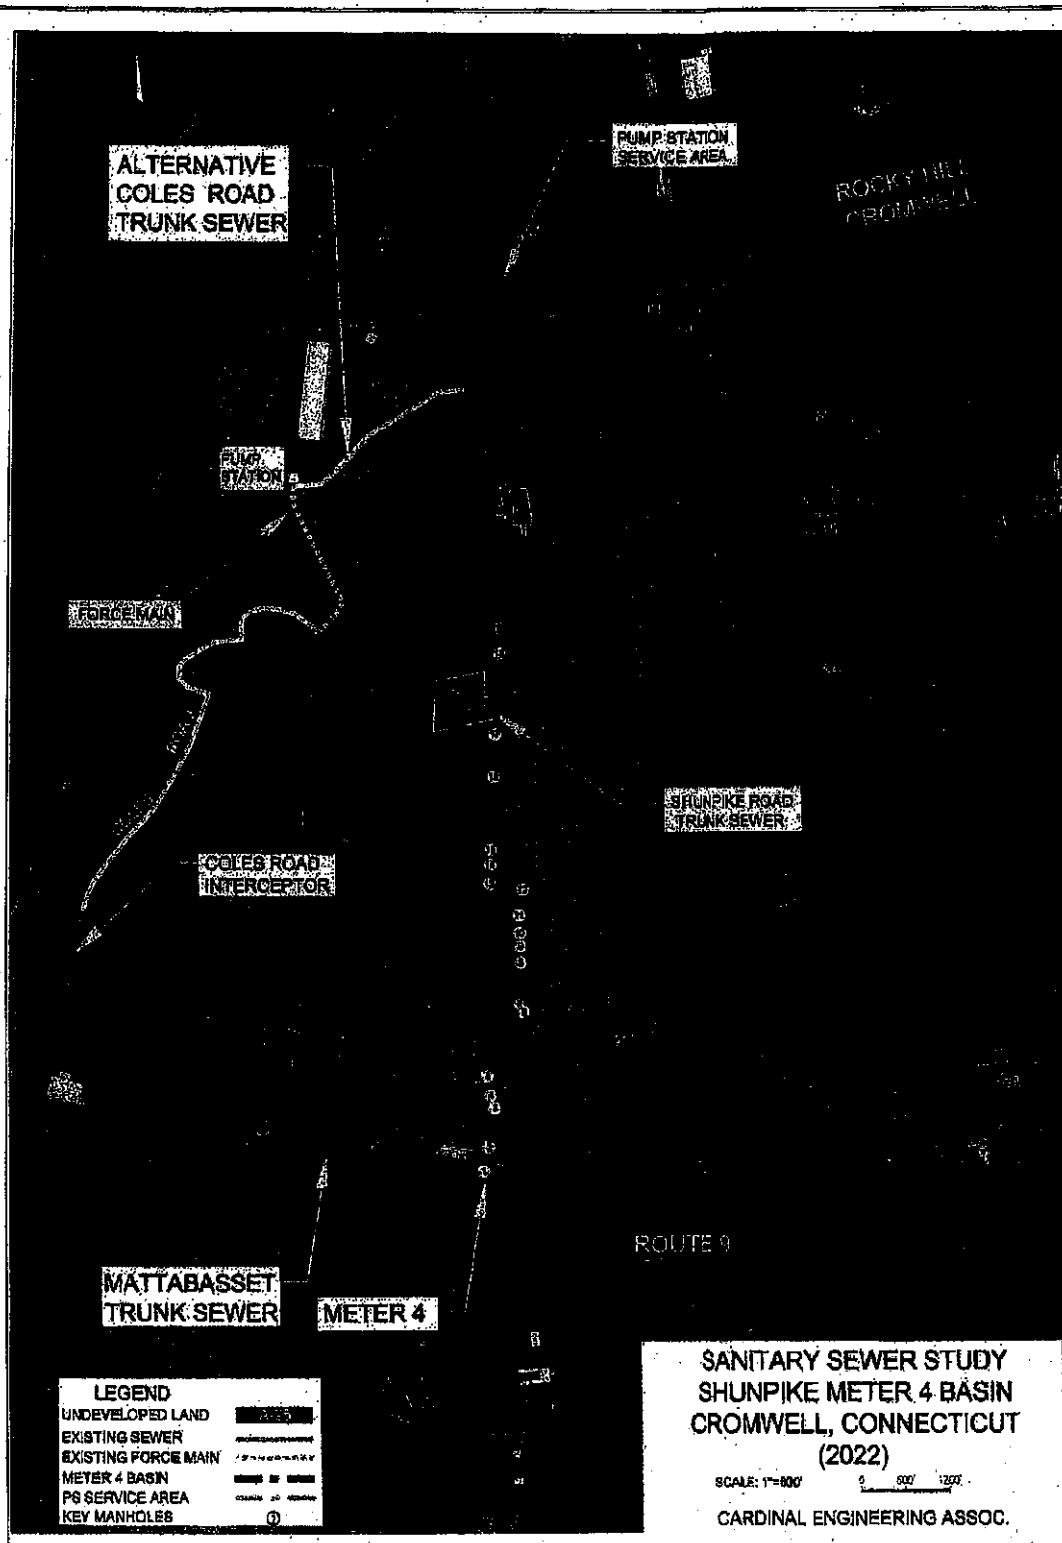 ALTERNATIVE
COLES ROAD
TRUNK SEWER
PUMP STATION
SERVICE AREA
ROCKY HILL
CROMWELL
PUMP
STATION
FORCE MAIN
SHUNPIKE ROAD
TRUNK SEWER
COLES ROAD
INTERCEPTOR
ROUTE 9
MATTABASSET
TRUNK SEWER
METER 4
LEGEND
UNDEVELOPED LAND
EXISTING SEWER
EXISTING FORCE MAIN
METER 4 BASIN
PS SERVICE AREA
KEY MANHOLES
SANITARY SEWER STUDY
SHUNPIKE METER 4 BASIN
CROMWELL, CONNECTICUT
(2022)
SCALE: 1"=600'
0 600' 1200'
CARDINAL ENGINEERING ASSOC.